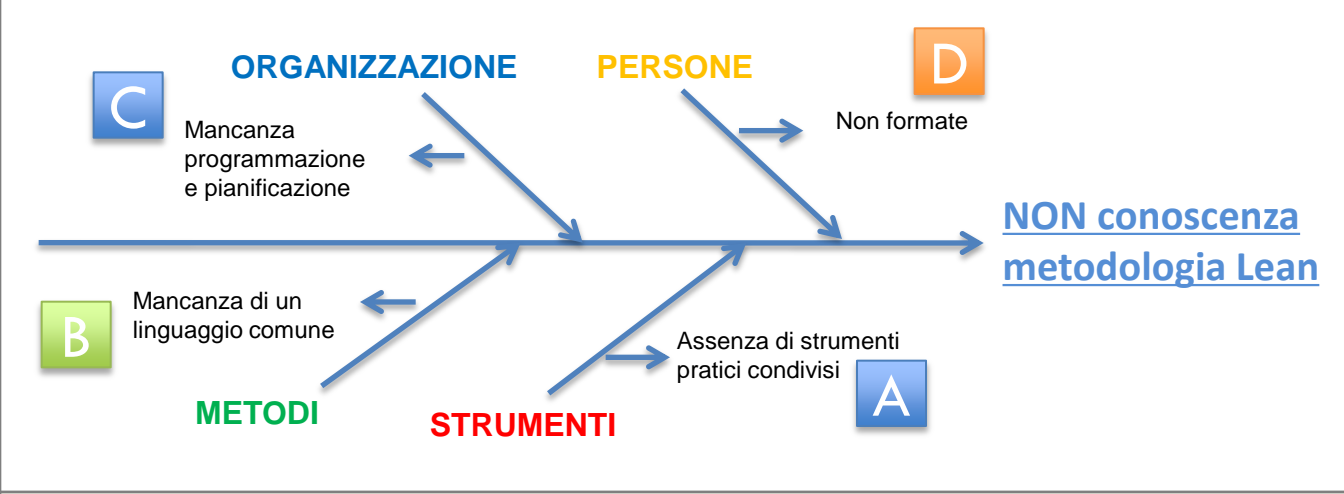 ORGANIZZAZIONE
PERSONE
D
C
Mancanza
programmazione
e pianificazione
Non formate
NON conoscenza
metodologia Lean
B
Mancanza di un
linguaggio comune
Assenza di strumenti
pratici condivisi
A
METODI
STRUMENTI